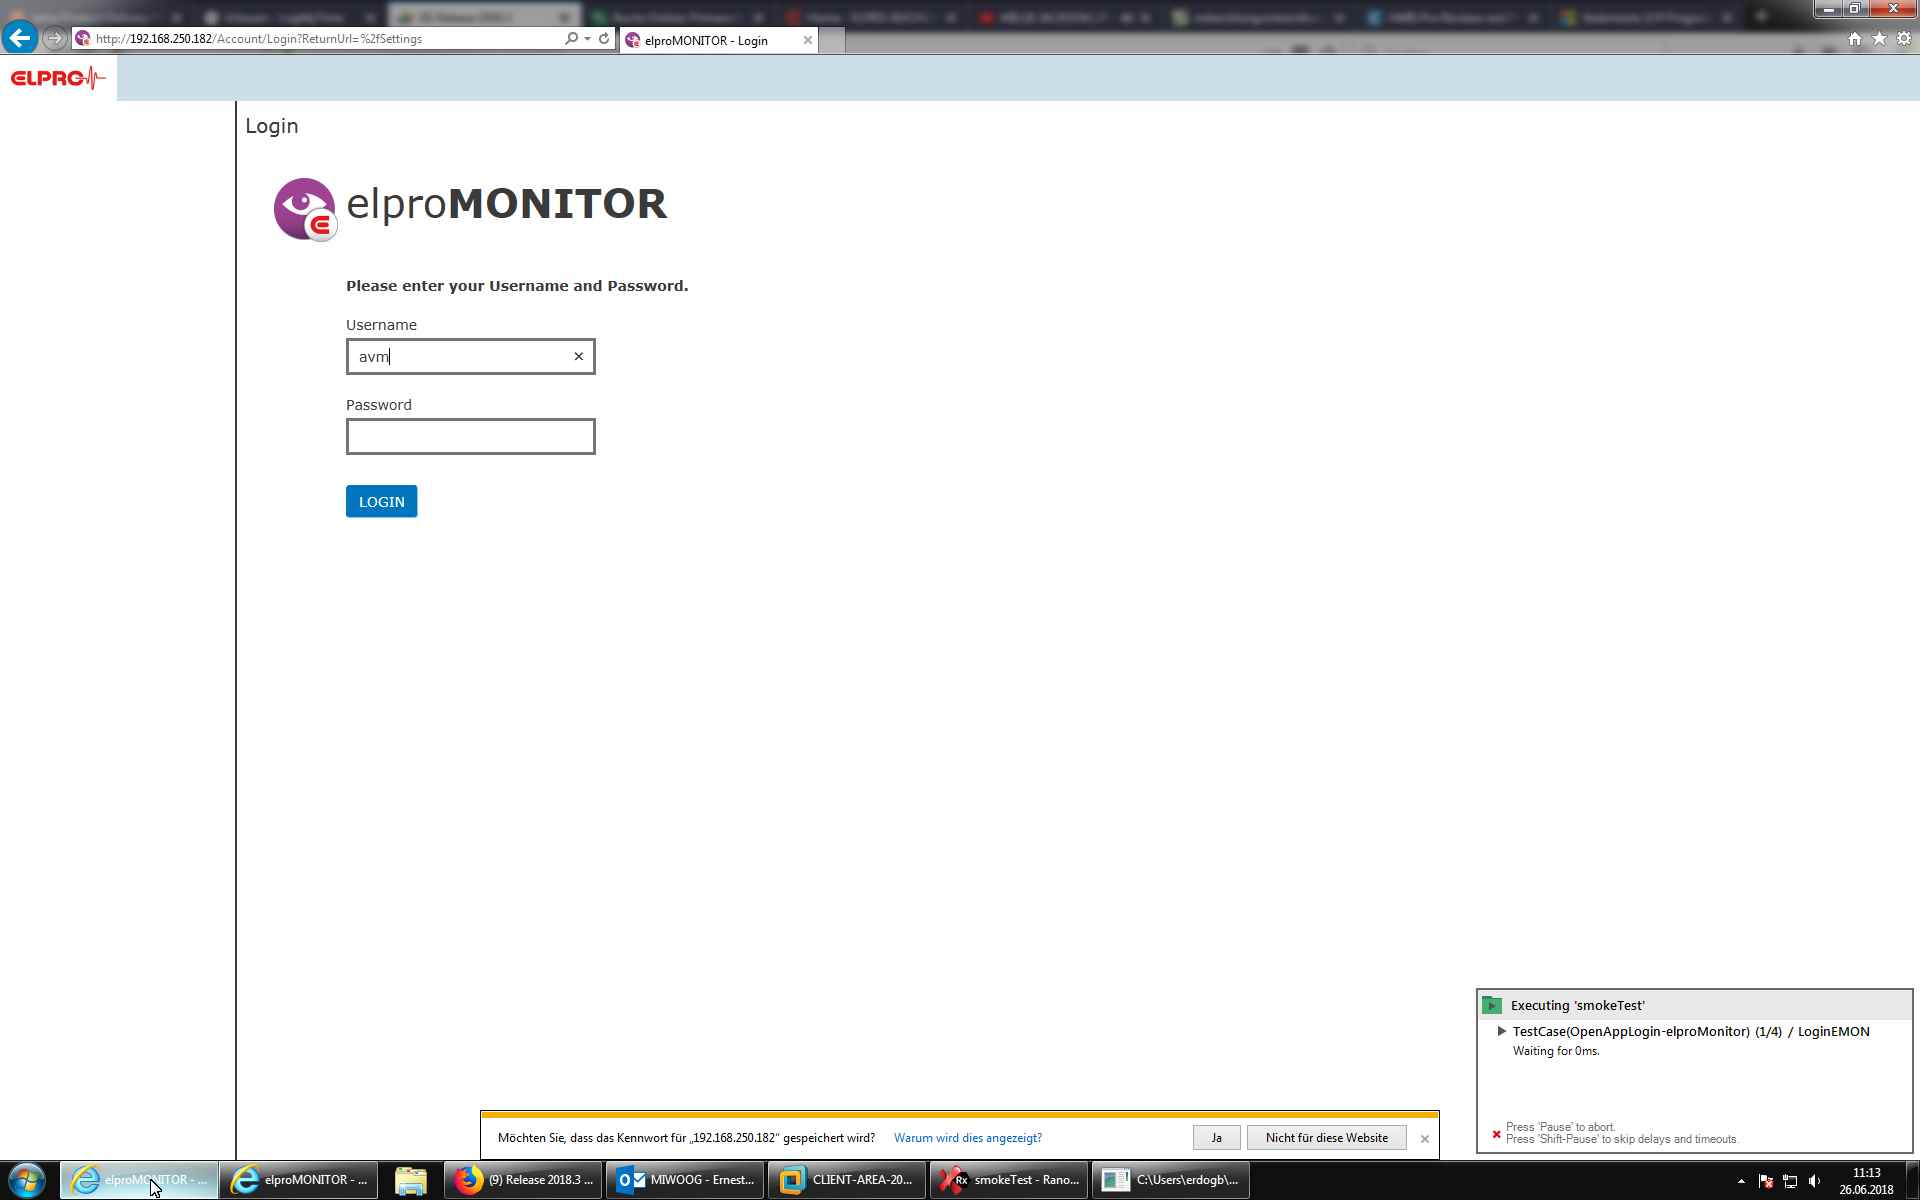 http://192.168.250.182/Account/Login?ReturnUrl=%2fSettings
elproMONITOR - Login
ELPRO
Login
elproMONITOR
Please enter your Username and Password.
Username
avm
Password
LOGIN
Executing 'smokeTest'
TestCase(OpenAppLogin-elproMonitor) (1/4) / LoginEMON
Waiting for 0ms.
Press 'Pause' to abort.
Press 'Shift-Pause' to skip delays and timeouts.
Möchten Sie, dass das Kennwort für „192.168.250.182“ gespeichert wird?
Warum wird dies angezeigt?
Ja
Nicht für diese Website
elproMONITOR - ...
elproMONITOR - ...
(9) Release 2018.3 ...
MIWOOG - Ernest...
CLIENT-AREA-20...
Rx
smokeTest - Rano...
C:\Users\erdogb\...
11:13
26.06.2018